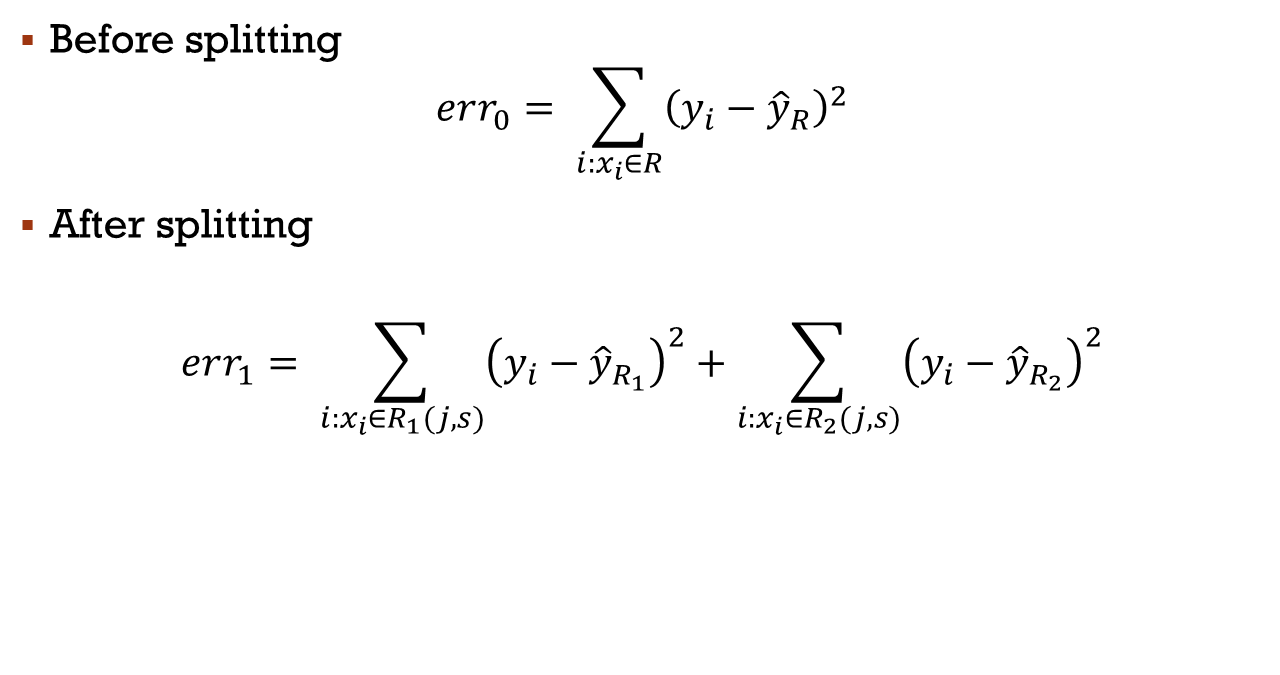 ▪ Before splitting
err₀ = ∑_{i:xᵢ∈R} (yᵢ − ŷ_R)²
▪ After splitting
err₁ = ∑_{i:xᵢ∈R₁(j,s)} (yᵢ − ŷ_{R₁})² + ∑_{i:xᵢ∈R₂(j,s)} (yᵢ − ŷ_{R₂})²